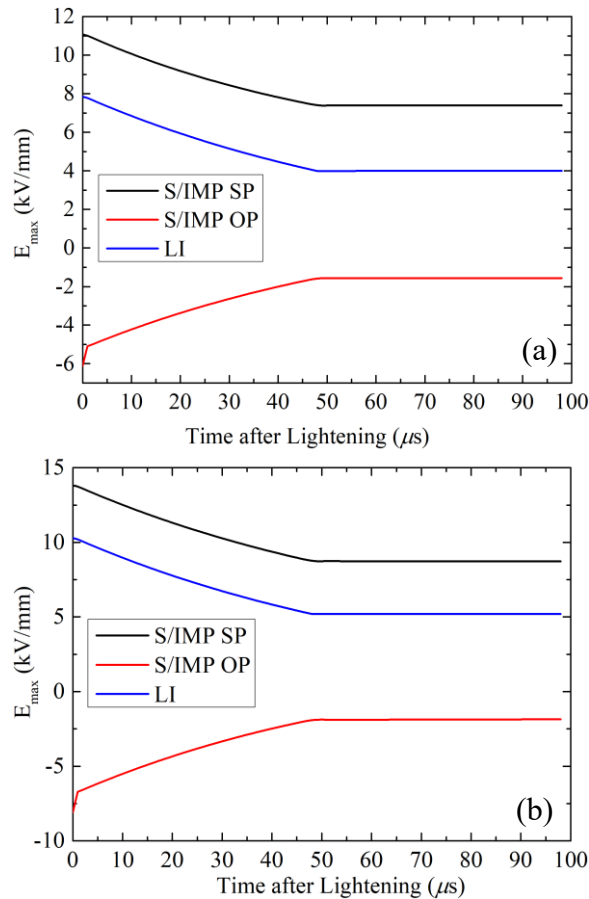 12
10
8
6
4
2
0
-2
-4
-6
E_max (kV/mm)
S/IMP SP
S/IMP OP
LI
(a)
0 10 20 30 40 50 60 70 80 90 100
Time after Lightening (μs)
15
10
5
0
-5
-10
E_max (kV/mm)
S/IMP SP
S/IMP OP
LI
(b)
0 10 20 30 40 50 60 70 80 90 100
Time after Lightening (μs)